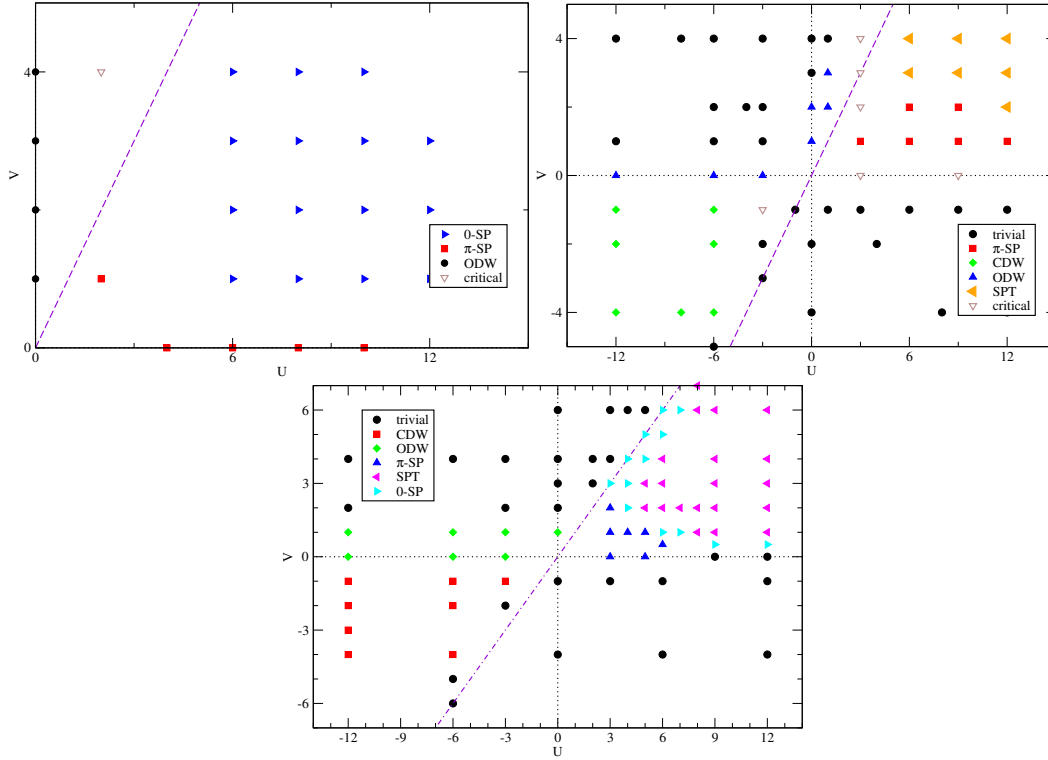 4
V
0
0 6 12
U
0-SP
π-SP
ODW
critical
4
V
0
-4
-12 -6 0 6 12
U
trivial
π-SP
CDW
ODW
SPT
critical
6
3
V
0
-3
-6
-12 -9 -6 -3 0 3 6 9 12
U
trivial
CDW
ODW
π-SP
SPT
0-SP